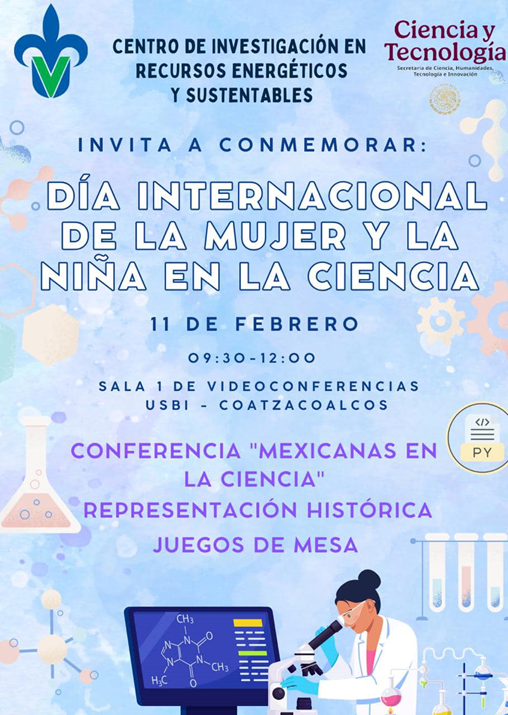 CENTRO DE INVESTIGACIÓN EN
RECURSOS ENERGÉTICOS
Y SUSTENTABLES
Ciencia y
Tecnología
Secretaría de Ciencia, Humanidades,
Tecnología e Innovación
INVITA A CONMEMORAR:
DÍA INTERNACIONAL
DE LA MUJER Y LA
NIÑA EN LA CIENCIA
11 DE FEBRERO
09:30-12:00
SALA 1 DE VIDEOCONFERENCIAS
USBI - COATZACOALCOS
</>
PY
CONFERENCIA "MEXICANAS EN
LA CIENCIA"
REPRESENTACIÓN HISTÓRICA
JUEGOS DE MESA
CH₃
N
N
O
N
N
CH₃
H₃C
O